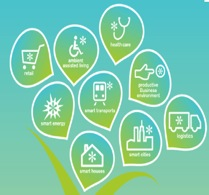 healthcare
retail
ambient
assisted living
productive
Business
environment
smart transports
smart energy
logistics
smart cities
smart houses